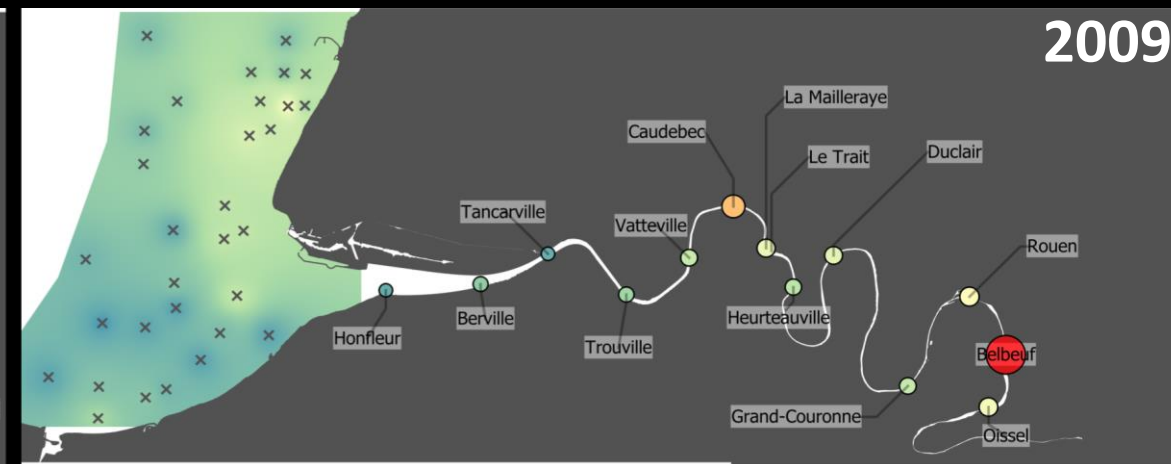 2009
La Mailleraye
Caudebec
Le Trait
Duclair
Tancarville
Vatteville
Rouen
Berville
Heurteauville
Honfleur
Trouville
Belbeuf
Grand-Couronne
Oissel